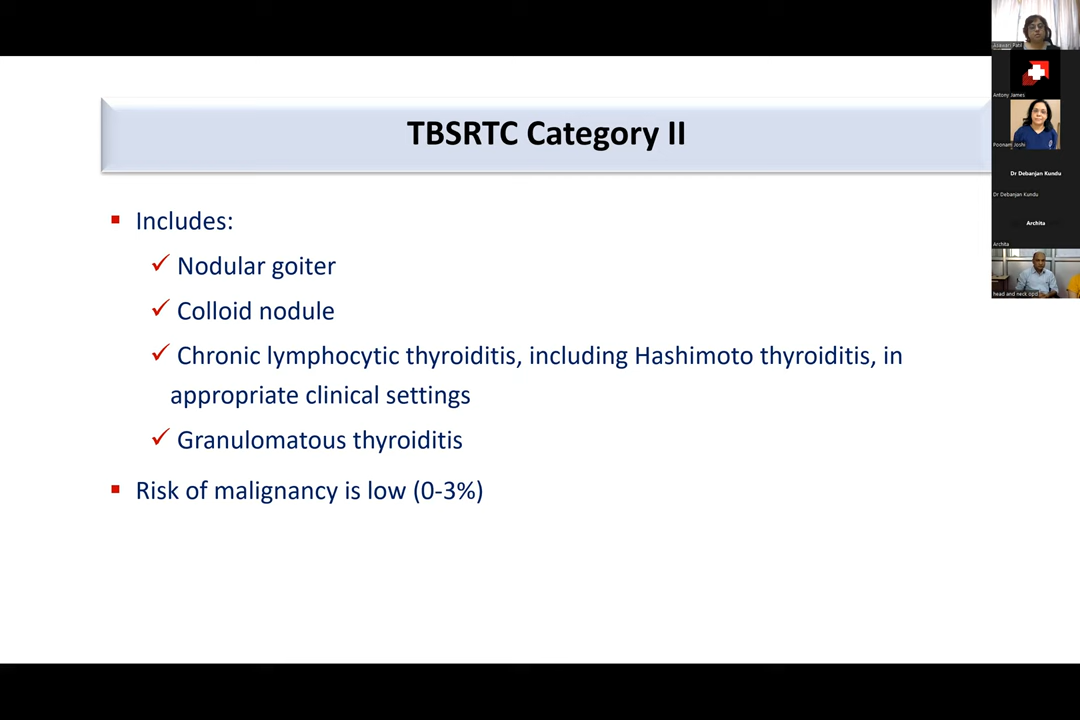 TBSRTC Category II
Includes:
Nodular goiter
Colloid nodule
Chronic lymphocytic thyroiditis, including Hashimoto thyroiditis, in
appropriate clinical settings
Granulomatous thyroiditis
Risk of malignancy is low (0-3%)
Asawari Patil
Antony James
Poonam Joshi
Dr Debanjan Kundu
Dr Debanjan Kundu
Archita
Archita
head and neck opd